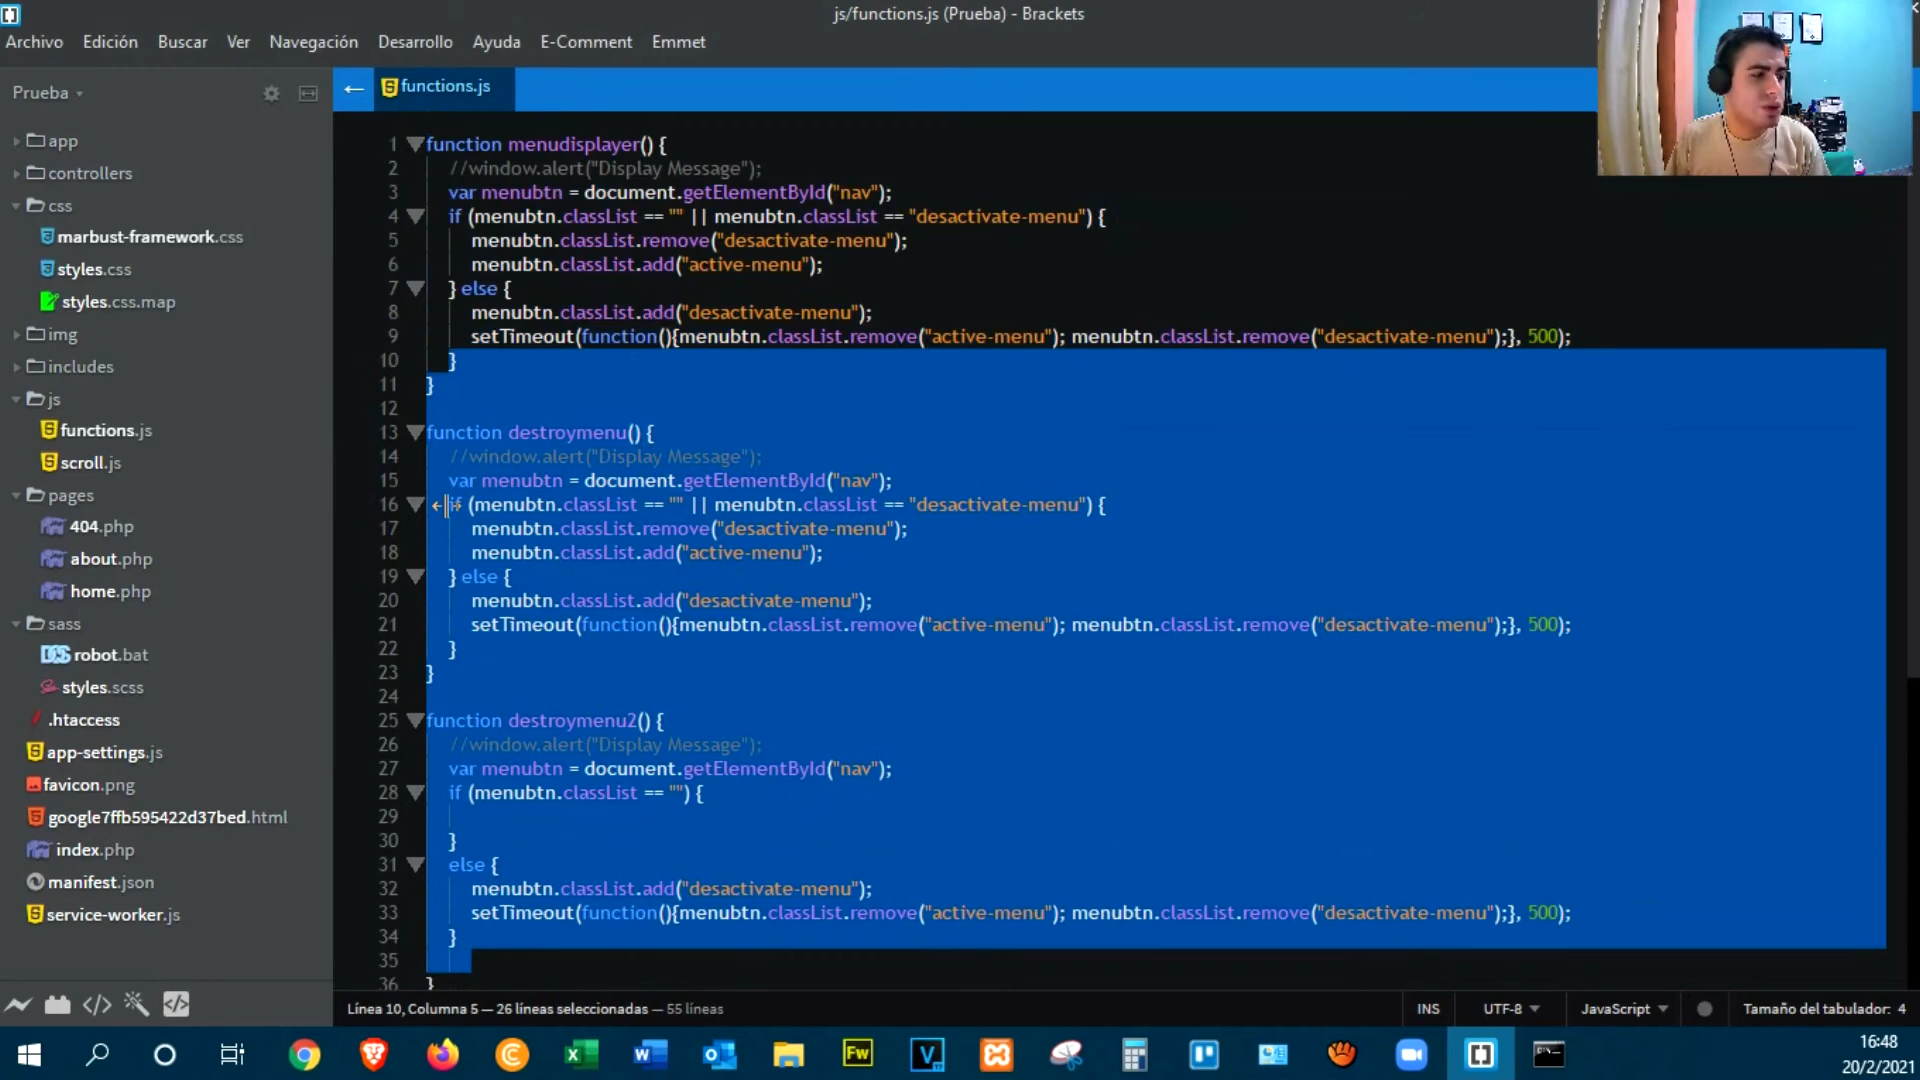 js/functions.js (Prueba) - Brackets
Archivo Edición Buscar Ver Navegación Desarrollo Ayuda E-Comment Emmet
Prueba
app
controllers
css
marbust-framework.css
styles.css
styles.css.map
img
includes
js
functions.js
scroll.js
pages
404.php
about.php
home.php
sass
robot.bat
styles.scss
.htaccess
app-settings.js
favicon.png
google7ffb595422d37bed.html
index.php
manifest.json
service-worker.js
functions.js
1 function menudisplayer() {
2 //window.alert("Display Message");
3 var menubtn = document.getElementById("nav");
4 if (menubtn.classList == "" || menubtn.classList == "desactivate-menu") {
5 menubtn.classList.remove("desactivate-menu");
6 menubtn.classList.add("active-menu");
7 } else {
8 menubtn.classList.add("desactivate-menu");
9 setTimeout(function(){menubtn.classList.remove("active-menu"); menubtn.classList.remove("desactivate-menu");}, 500);
10 }
11 }
12
13 function destroymenu() {
14 //window.alert("Display Message");
15 var menubtn = document.getElementById("nav");
16 if (menubtn.classList == "" || menubtn.classList == "desactivate-menu") {
17 menubtn.classList.remove("desactivate-menu");
18 menubtn.classList.add("active-menu");
19 } else {
20 menubtn.classList.add("desactivate-menu");
21 setTimeout(function(){menubtn.classList.remove("active-menu"); menubtn.classList.remove("desactivate-menu");}, 500);
22 }
23 }
24
25 function destroymenu2() {
26 //window.alert("Display Message");
27 var menubtn = document.getElementById("nav");
28 if (menubtn.classList == "") {
29
30 }
31 else {
32 menubtn.classList.add("desactivate-menu");
33 setTimeout(function(){menubtn.classList.remove("active-menu"); menubtn.classList.remove("desactivate-menu");}, 500);
34 }
35
36 }
Línea 10, Columna 5 — 26 líneas seleccionadas — 55 líneas
INS UTF-8 JavaScript Tamaño del tabulador: 4
Fw
16:48
20/2/2021